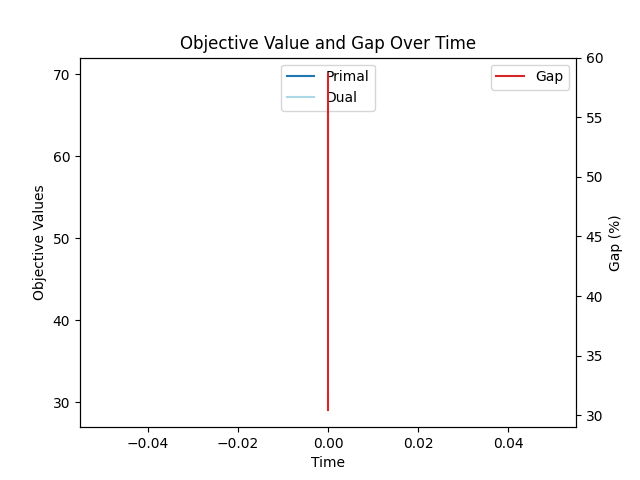 Objective Value and Gap Over Time
Primal
Dual
Gap
70
60
50
40
30
Objective Values
60
55
50
45
40
35
30
Gap (%)
−0.04
−0.02
0.00
0.02
0.04
Time